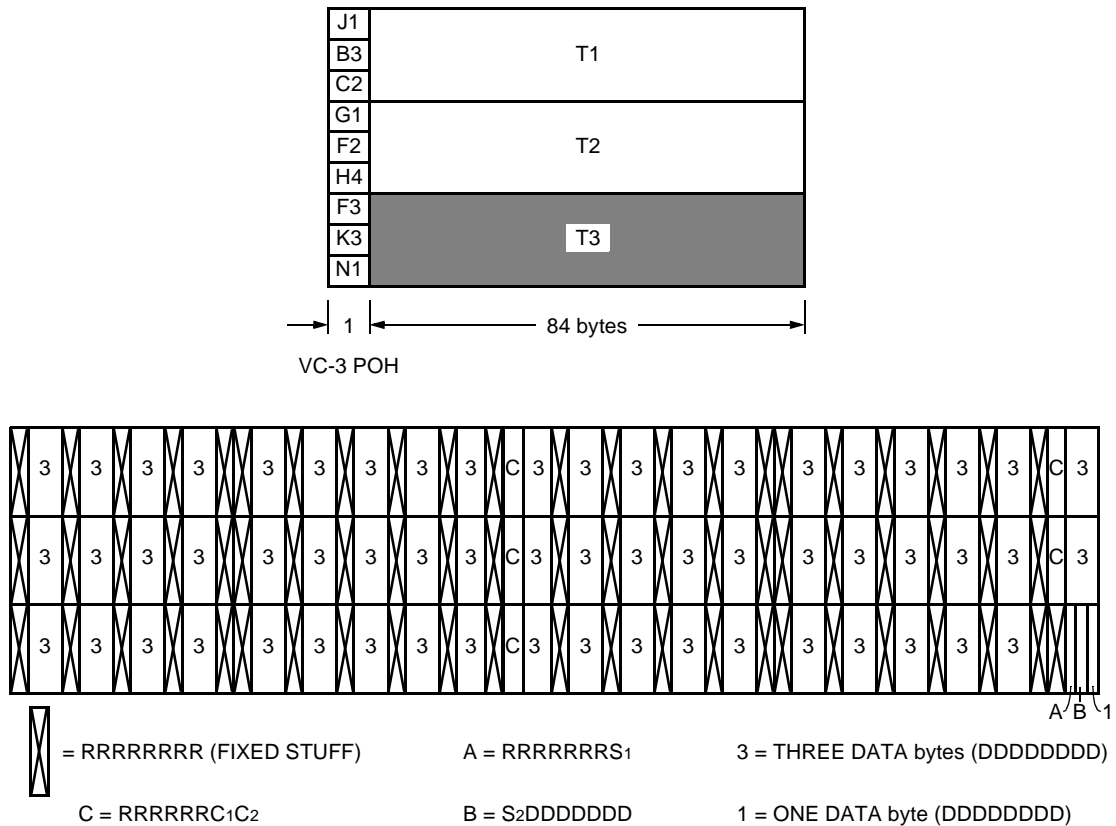 J1
B3
C2
T1
G1
F2
H4
T2
F3
K3
N1
T3
1
84 bytes
VC-3 POH
3 3 3 3 3 3 3 3 3 C 3 3 3 3 3 3 3 3 3 3 C 3
3 3 3 3 3 3 3 3 3 C 3 3 3 3 3 3 3 3 3 3 C 3
3 3 3 3 3 3 3 3 3 C 3 3 3 3 3 3 3 3 3 3
A B 1
= RRRRRRRR (FIXED STUFF)
A = RRRRRRRS1
3 = THREE DATA bytes (DDDDDDDD)
C = RRRRRRC1C2
B = S2DDDDDDD
1 = ONE DATA byte (DDDDDDDD)